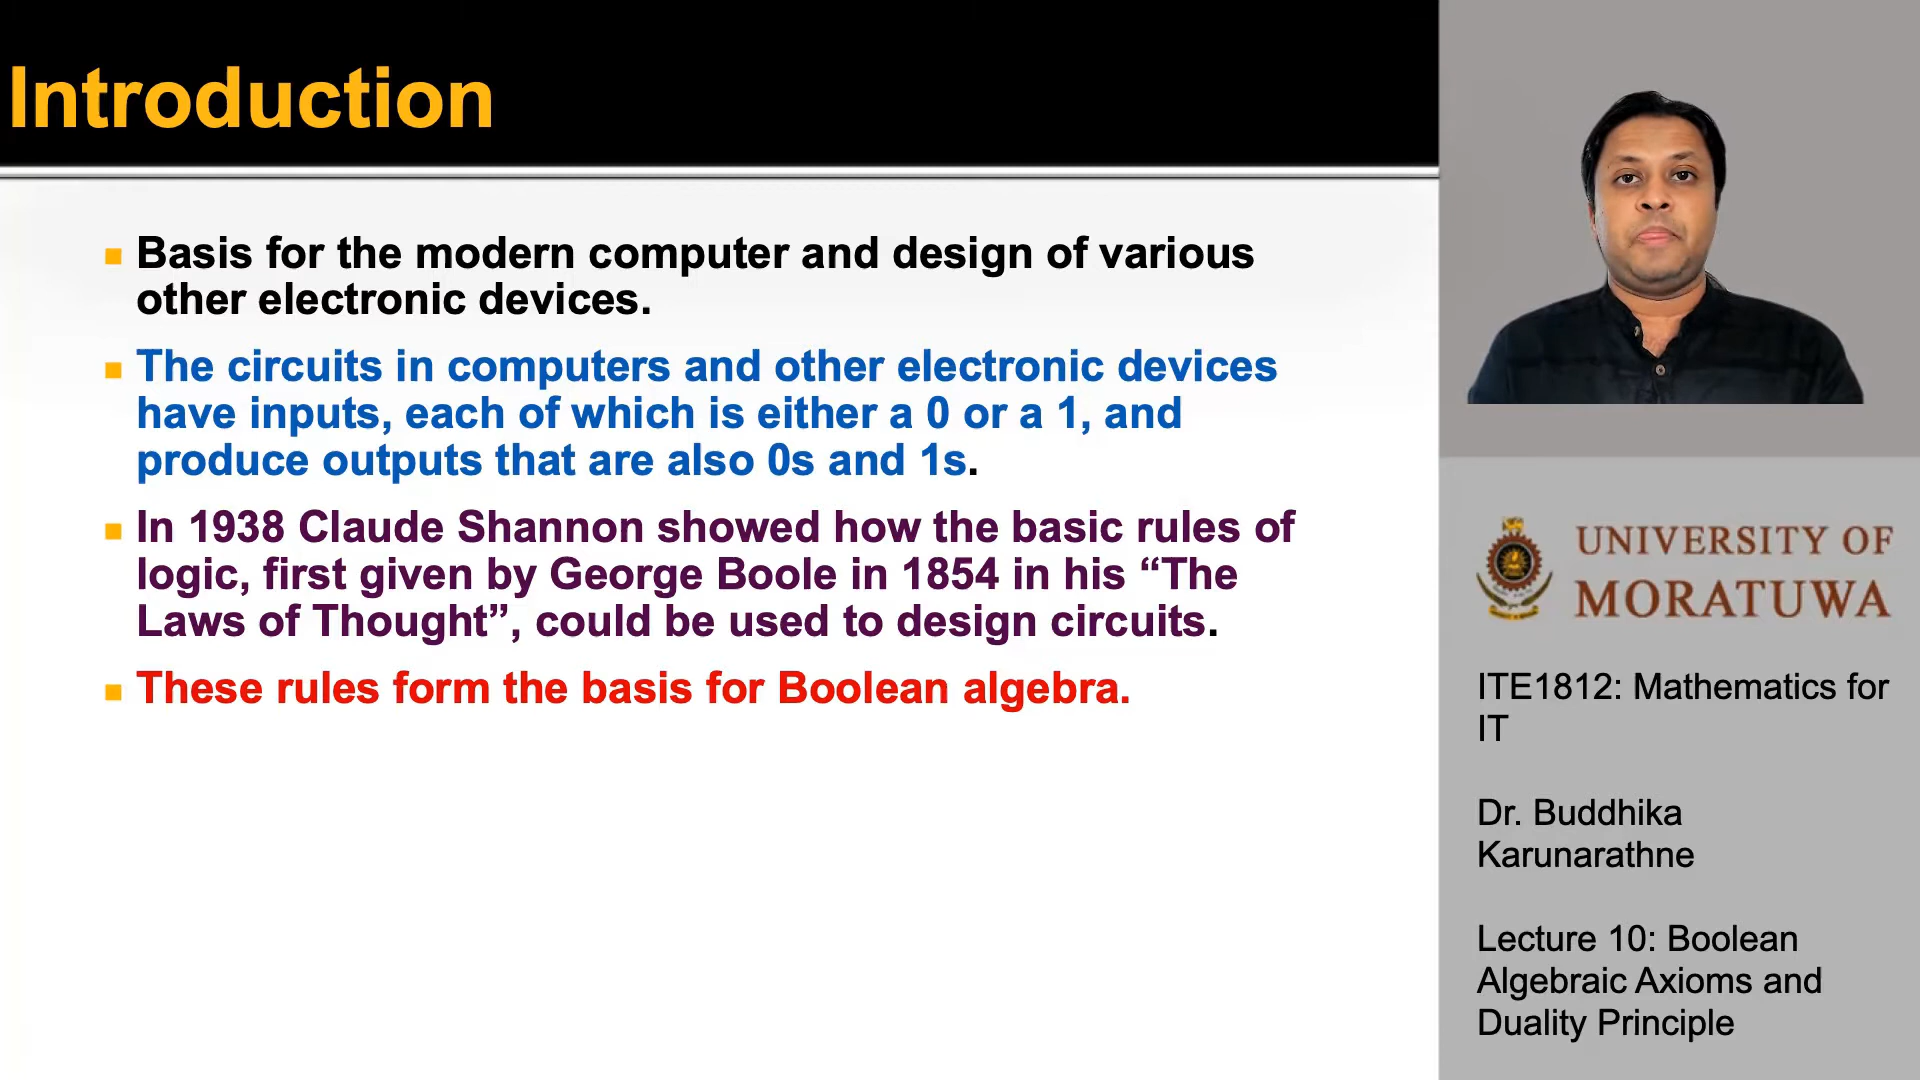 Introduction
Basis for the modern computer and design of various
other electronic devices.
The circuits in computers and other electronic devices
have inputs, each of which is either a 0 or a 1, and
produce outputs that are also 0s and 1s.
In 1938 Claude Shannon showed how the basic rules of
logic, first given by George Boole in 1854 in his “The
Laws of Thought”, could be used to design circuits.
These rules form the basis for Boolean algebra.
UNIVERSITY OF
MORATUWA
ITE1812: Mathematics for
IT
Dr. Buddhika
Karunarathne
Lecture 10: Boolean
Algebraic Axioms and
Duality Principle